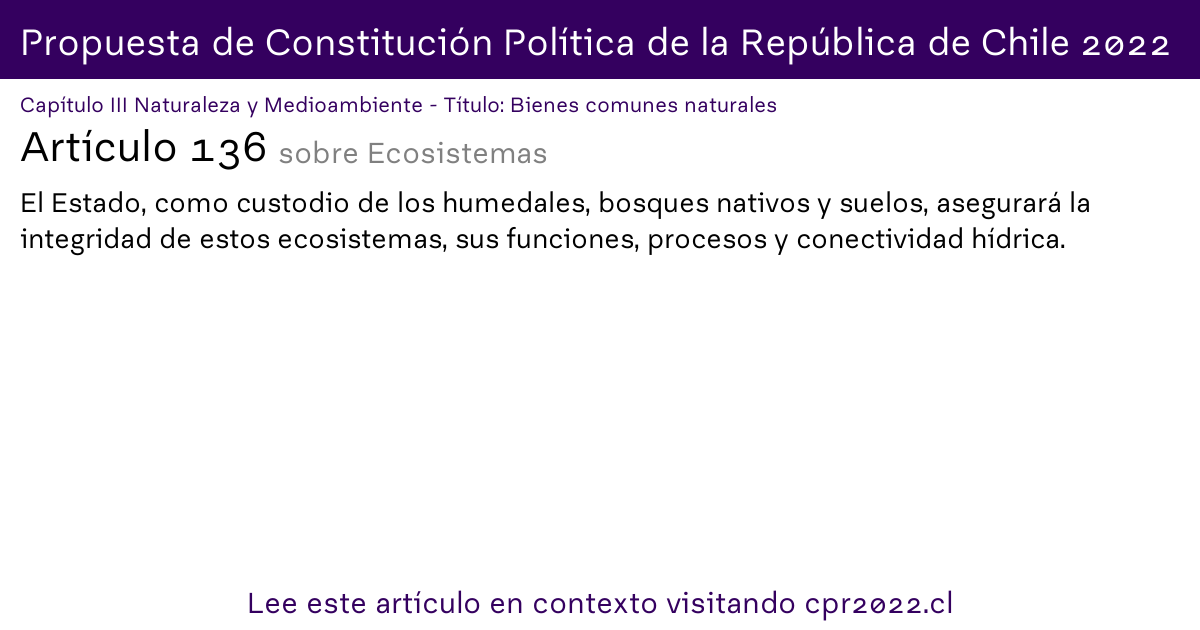 Propuesta de Constitución Política de la República de Chile 2022
Capítulo III Naturaleza y Medioambiente - Título: Bienes comunes naturales
Artículo 136 sobre Ecosistemas
El Estado, como custodio de los humedales, bosques nativos y suelos, asegurará la
integridad de estos ecosistemas, sus funciones, procesos y conectividad hídrica.
Lee este artículo en contexto visitando cpr2022.cl